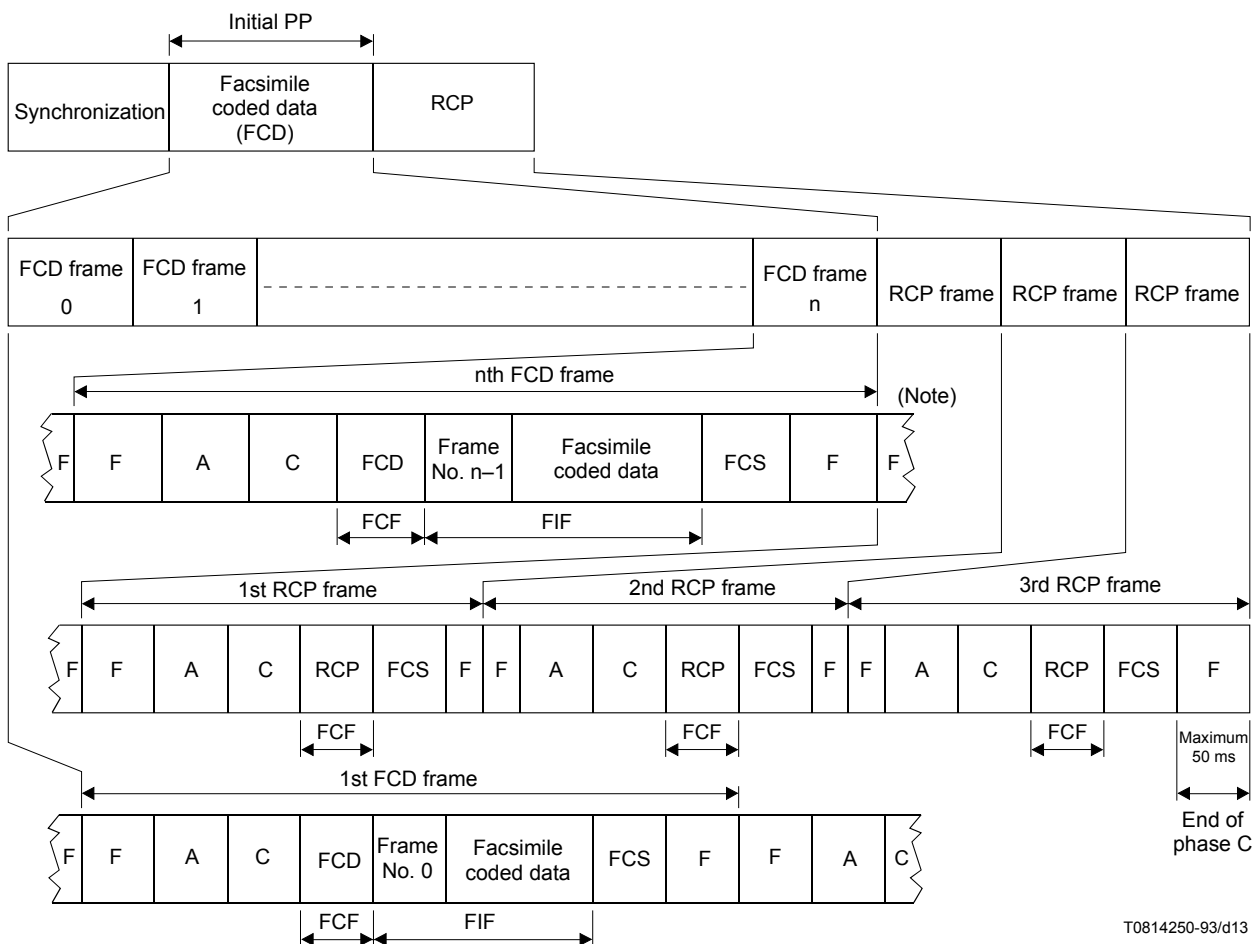 Initial PP
Synchronization
Facsimile
coded data
(FCD)
RCP
FCD frame
0
FCD frame
1
FCD frame
n
RCP frame
RCP frame
RCP frame
nth FCD frame
(Note)
F F A C FCD Frame No. n–1 Facsimile coded data FCS F F
FCF FIF
1st RCP frame 2nd RCP frame 3rd RCP frame
F F A C RCP FCS F F A C RCP FCS F F A C RCP FCS F
FCF FCF FCF Maximum
50 ms
1st FCD frame
End of
phase C
F F A C FCD Frame No. 0 Facsimile coded data FCS F F A C
FCF FIF
T0814250-93/d13